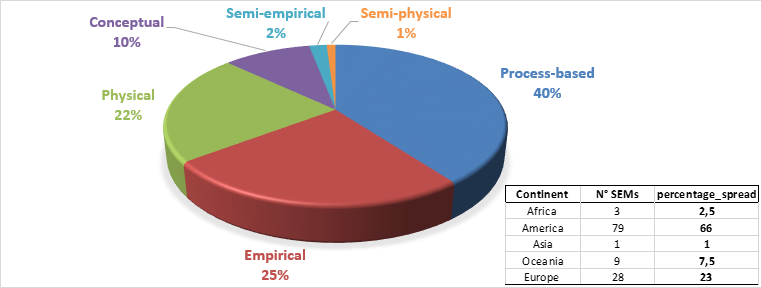 Semi-empirical
2%
Semi-physical
1%
Conceptual
10%
Process-based
40%
Physical
22%
Empirical
25%
Continent N° SEMs percentage_spread
Africa 3 2,5
America 79 66
Asia 1 1
Oceania 9 7,5
Europe 28 23